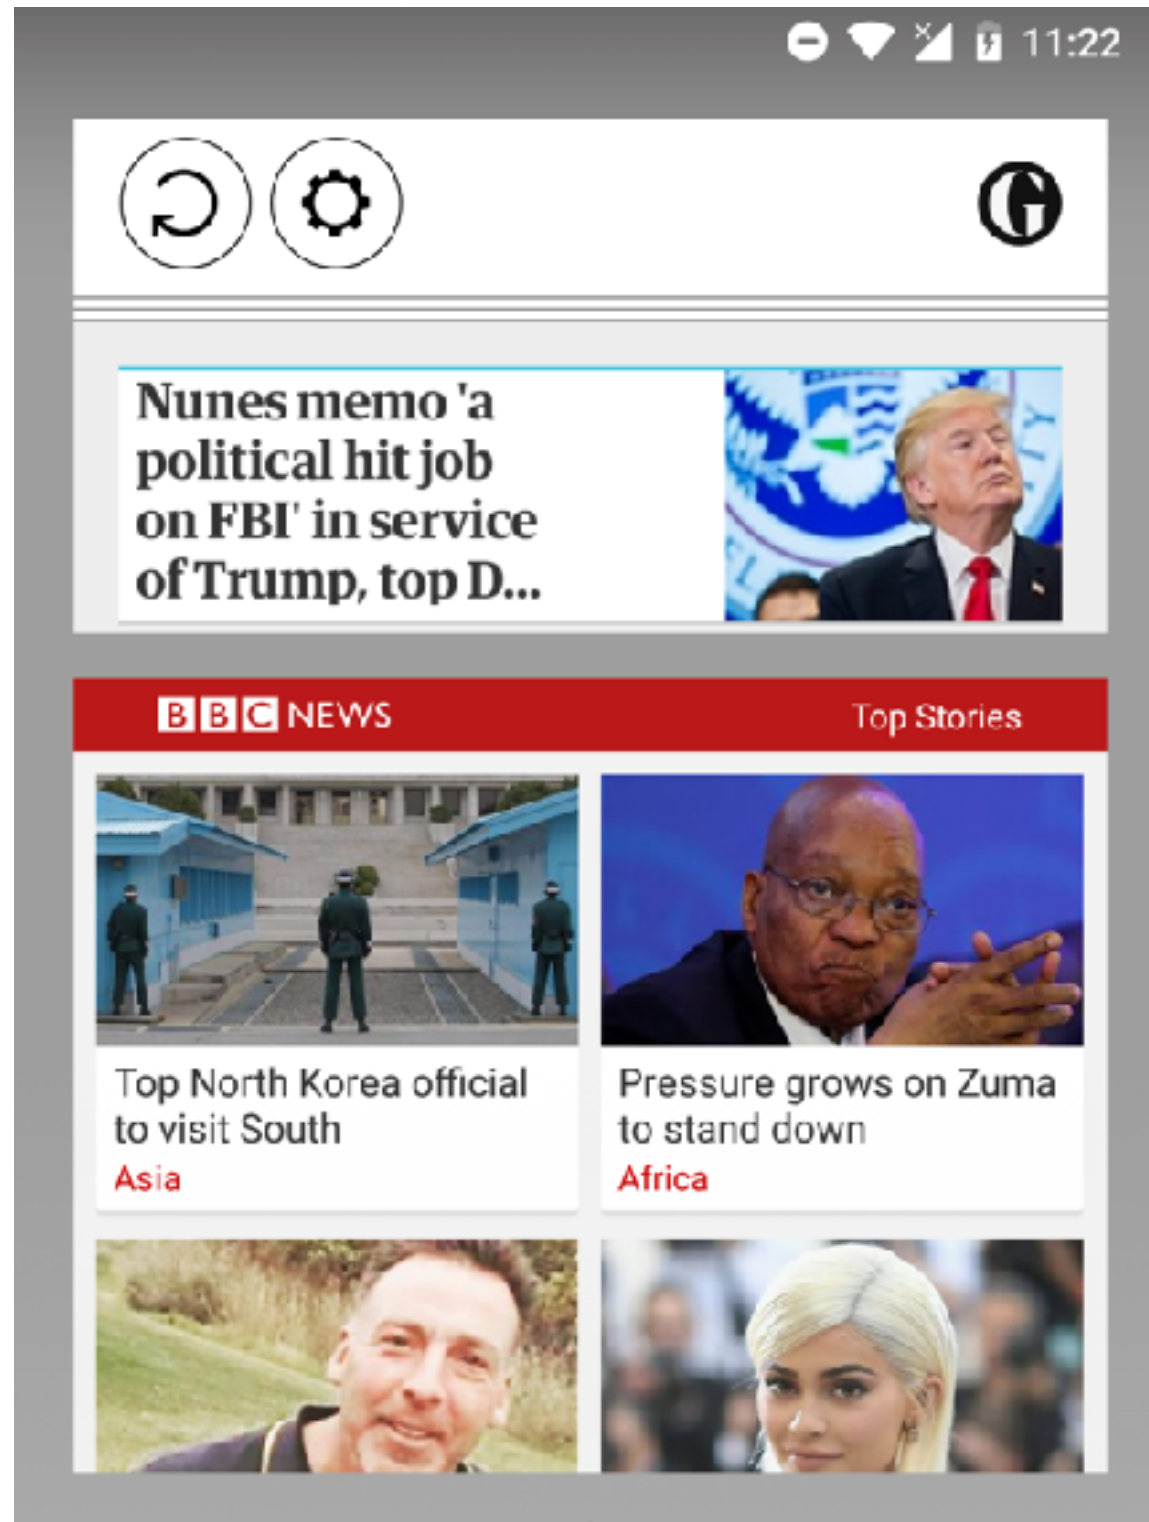 11:22
G
Nunes memo 'a
political hit job
on FBI' in service
of Trump, top D...
BBC NEWS
Top Stories
Top North Korea official
to visit South
Asia
Pressure grows on Zuma
to stand down
Africa